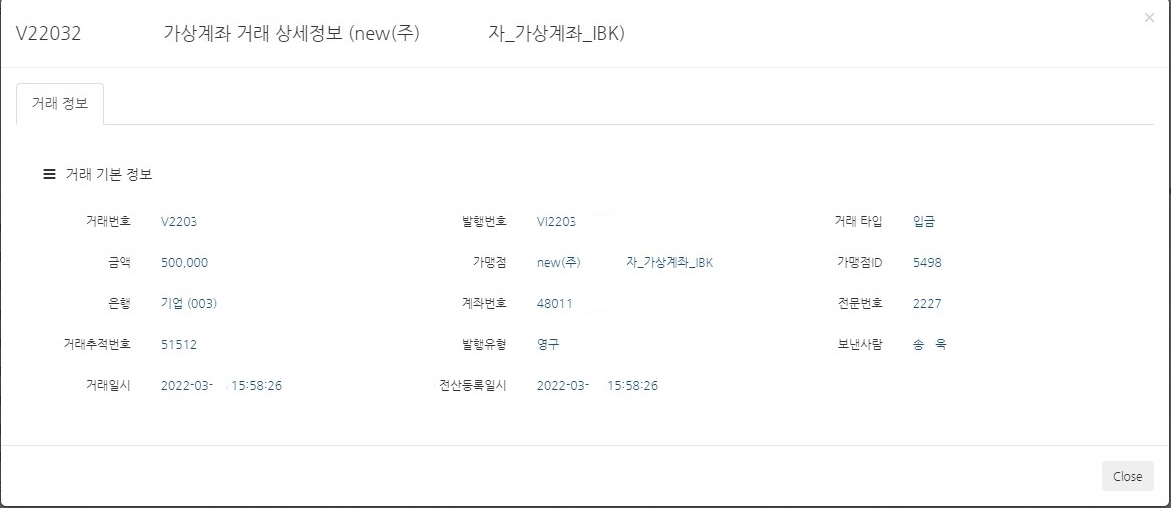 V22032 가상계좌 거래 상세정보 (new(주) 자_가상계좌_IBK)
×
거래 정보
거래 기본 정보
거래번호 V2203 발행번호 VI2203 거래 타입 입금
금액 500,000 가맹점 new(주) 자_가상계좌_IBK 가맹점ID 5498
은행 기업 (003) 계좌번호 48011 전문번호 2227
거래추적번호 51512 발행유형 영구 보낸사람 송 욱
거래일시 2022-03- 15:58:26 전산등록일시 2022-03- 15:58:26
Close